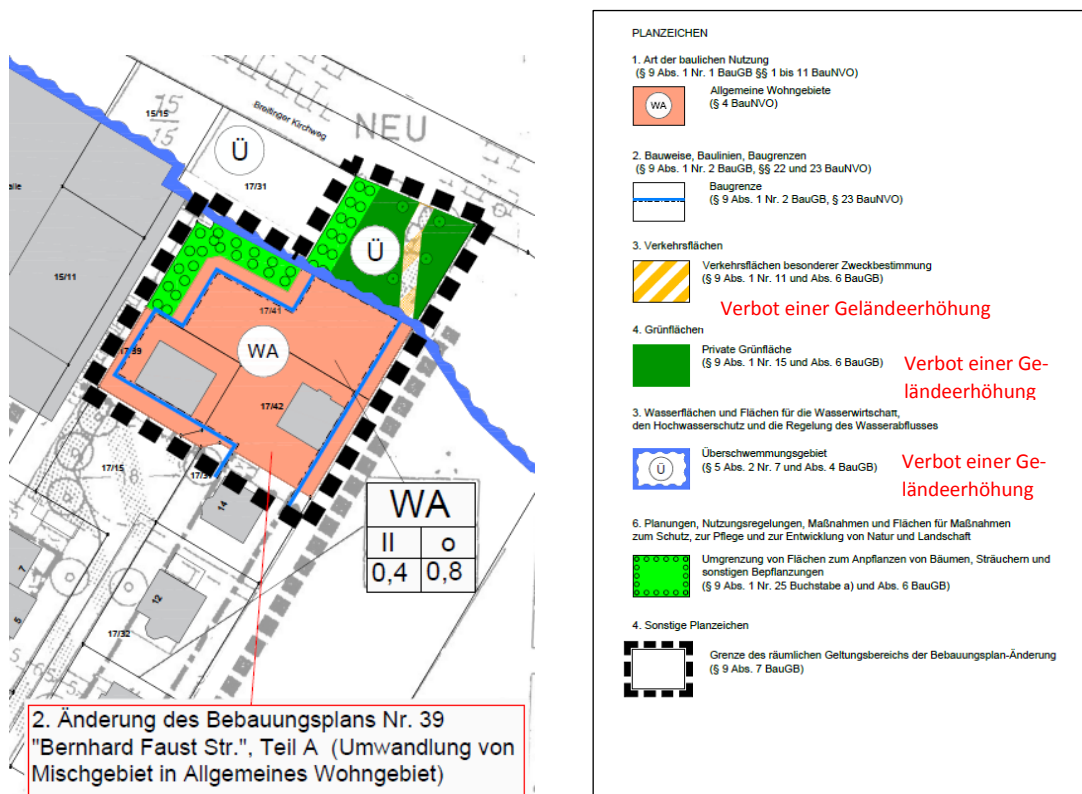 15/15
15
15
Breitinger Kirchweg
NEU
Ü
17/31
alle
15/11
Ü
17/41
WA
17/39
17/42
17/15
18
14
7
12
5
17/32
WA
II o
0,4 0,8
2. Änderung des Bebauungsplans Nr. 39
"Bernhard Faust Str.", Teil A (Umwandlung von
Mischgebiet in Allgemeines Wohngebiet)
PLANZEICHEN
1. Art der baulichen Nutzung
(§ 9 Abs. 1 Nr. 1 BauGB §§ 1 bis 11 BauNVO)
WA
Allgemeine Wohngebiete
(§ 4 BauNVO)
2. Bauweise, Baulinien, Baugrenzen
(§ 9 Abs. 1 Nr. 2 BauGB, §§ 22 und 23 BauNVO)
Baugrenze
(§ 9 Abs. 1 Nr. 2 BauGB, § 23 BauNVO)
3. Verkehrsflächen
Verkehrsflächen besonderer Zweckbestimmung
(§ 9 Abs. 1 Nr. 11 und Abs. 6 BauGB)
Verbot einer Geländeerhöhung
4. Grünflächen
Private Grünfläche
(§ 9 Abs. 1 Nr. 15 und Abs. 6 BauGB)
Verbot einer Ge-
ländeerhöhung
3. Wasserflächen und Flächen für die Wasserwirtschaft,
den Hochwasserschutz und die Regelung des Wasserabflusses
Ü
Überschwemmungsgebiet
(§ 5 Abs. 2 Nr. 7 und Abs. 4 BauGB)
Verbot einer Ge-
ländeerhöhung
6. Planungen, Nutzungsregelungen, Maßnahmen und Flächen für Maßnahmen
zum Schutz, zur Pflege und zur Entwicklung von Natur und Landschaft
Umgrenzung von Flächen zum Anpflanzen von Bäumen, Sträuchern und
sonstigen Bepflanzungen
(§ 9 Abs. 1 Nr. 25 Buchstabe a) und Abs. 6 BauGB)
4. Sonstige Planzeichen
Grenze des räumlichen Geltungsbereichs der Bebauungsplan-Änderung
(§ 9 Abs. 7 BauGB)